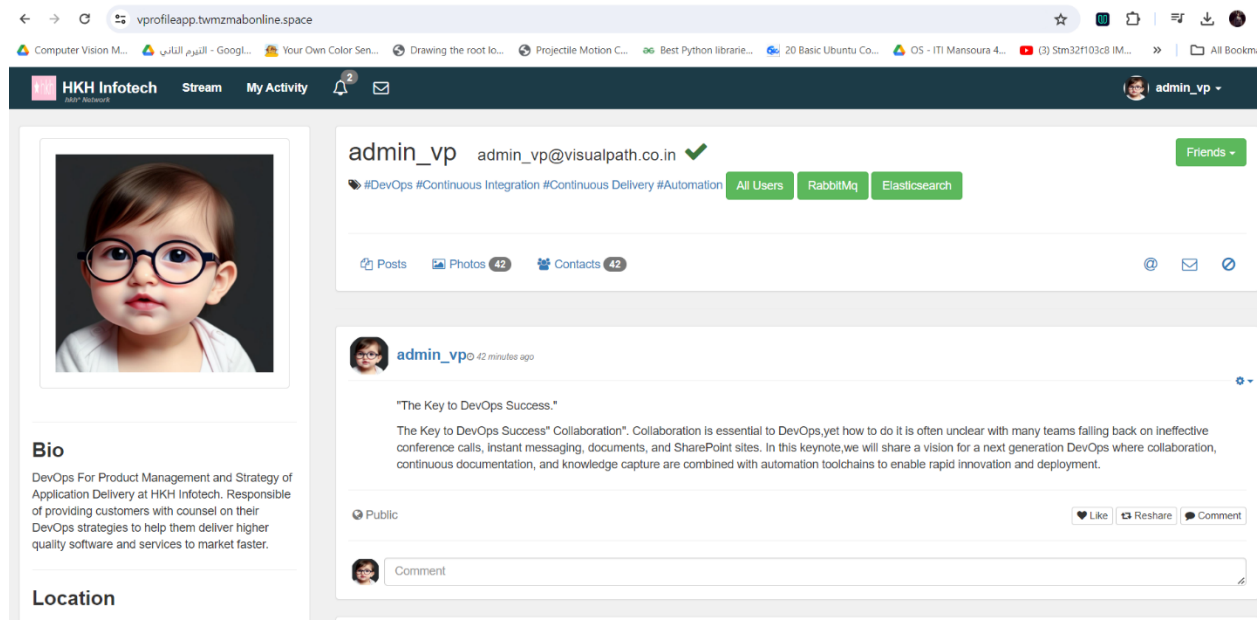 vprofileapp.twmzmabonline.space
Computer Vision M... التيرم الثاني - Googl... Your Own Color Sen... Drawing the root lo... Projectile Motion C... Best Python librarie... 20 Basic Ubuntu Co... OS - ITI Mansoura 4... (3) Stm32f103c8 IM... » All Bookma
HKH Infotech Stream My Activity 2 admin_vp
hkh* Network
admin_vp admin_vp@visualpath.co.in Friends
#DevOps #Continuous Integration #Continuous Delivery #Automation All Users RabbitMq Elasticsearch
Posts Photos 42 Contacts 42 @
admin_vp 42 minutes ago
"The Key to DevOps Success."
The Key to DevOps Success" Collaboration". Collaboration is essential to DevOps,yet how to do it is often unclear with many teams falling back on ineffective
conference calls, instant messaging, documents, and SharePoint sites. In this keynote,we will share a vision for a next generation DevOps where collaboration,
continuous documentation, and knowledge capture are combined with automation toolchains to enable rapid innovation and deployment.
Public Like Reshare Comment
Comment
Bio
DevOps For Product Management and Strategy of
Application Delivery at HKH Infotech. Responsible
of providing customers with counsel on their
DevOps strategies to help them deliver higher
quality software and services to market faster.
Location